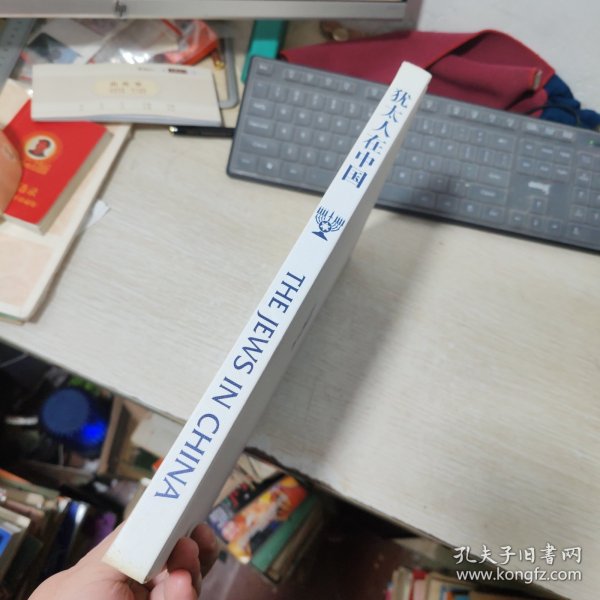 犹太人在中国
THE JEWS IN CHINA
hp
孔夫子旧书网
www.kongfz.com